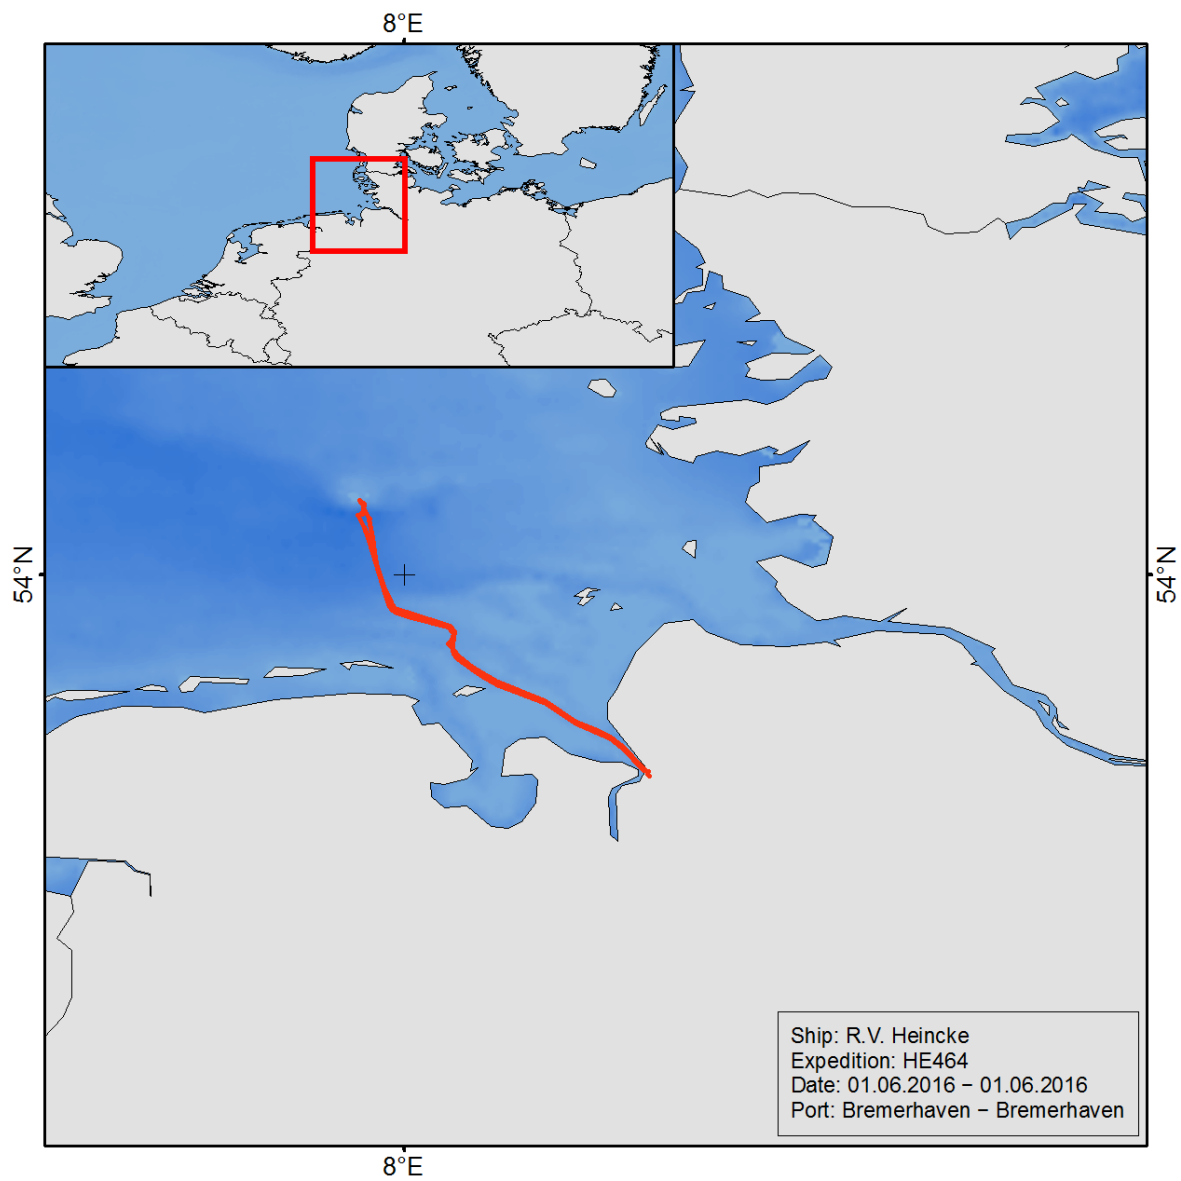 8°E
54°N
54°N
Ship: R.V. Heincke
Expedition: HE464
Date: 01.06.2016 − 01.06.2016
Port: Bremerhaven − Bremerhaven
8°E